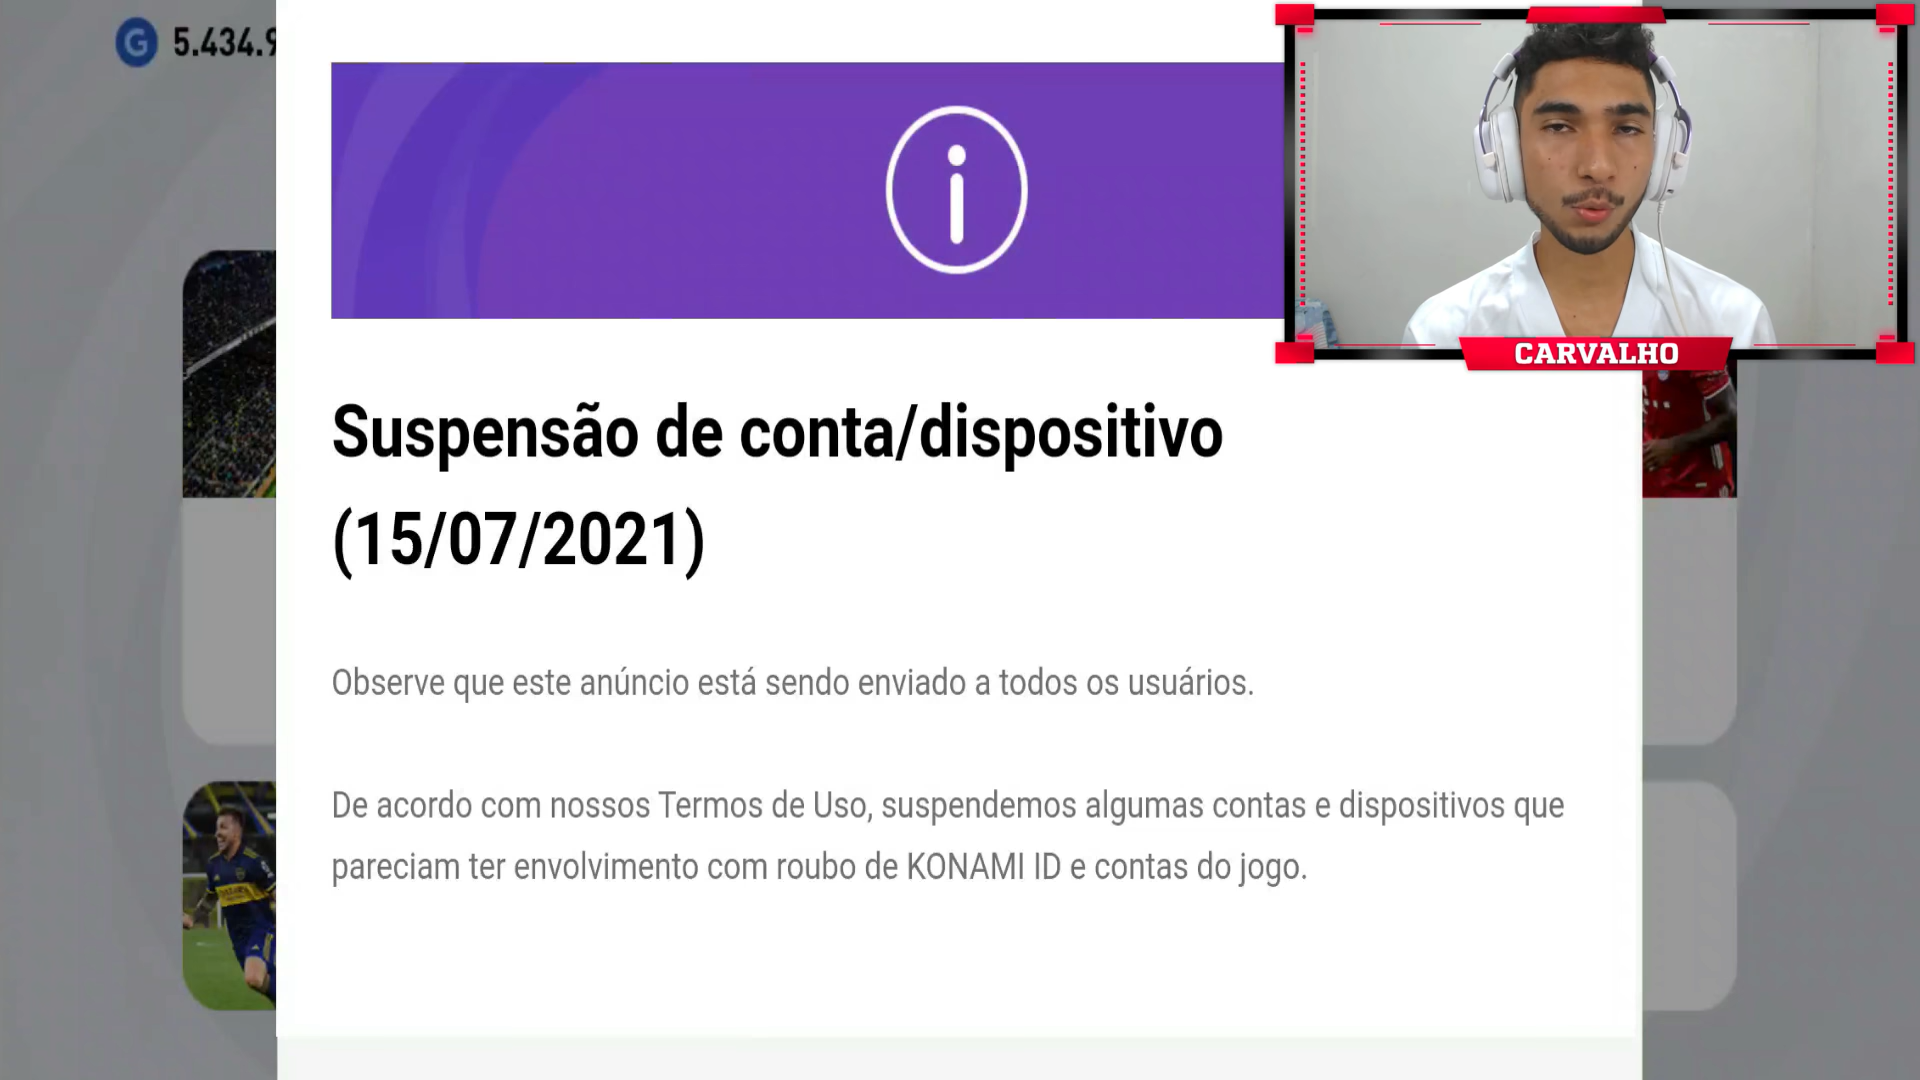 5.434.9
Suspensão de conta/dispositivo
(15/07/2021)
Observe que este anúncio está sendo enviado a todos os usuários.
De acordo com nossos Termos de Uso, suspendemos algumas contas e dispositivos que
pareciam ter envolvimento com roubo de KONAMI ID e contas do jogo.
CARVALHO